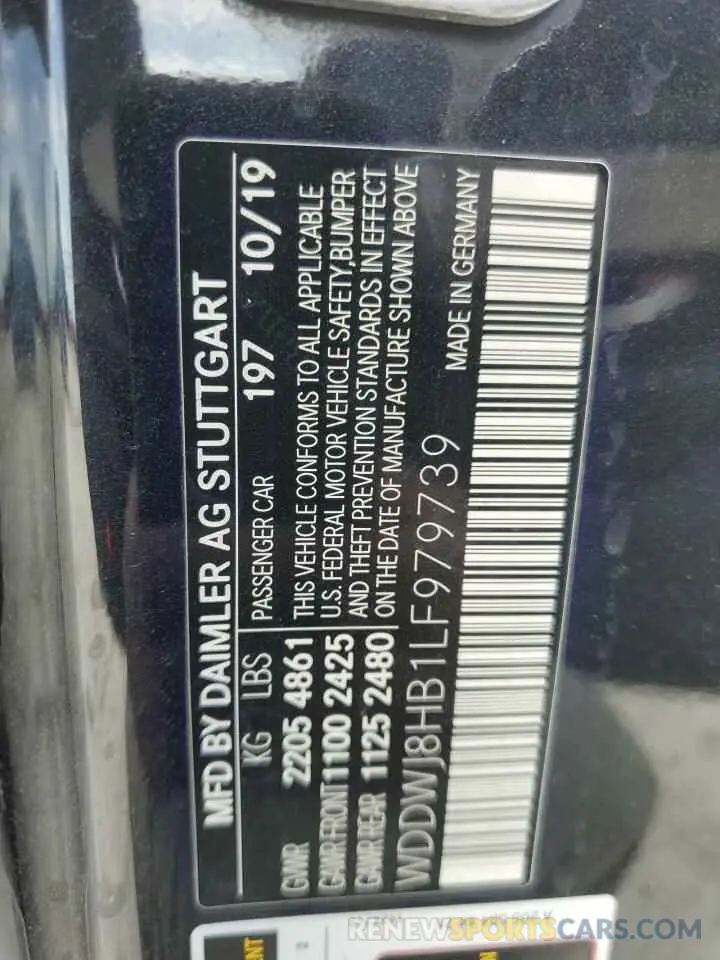 MFD BY DAIMLER AG STUTTGART
KG LBS PASSENGER CAR 197 10/19
GVWR 2205 4861 THIS VEHICLE CONFORMS TO ALL APPLICABLE
GAWR FRONT 1100 2425 U.S. FEDERAL MOTOR VEHICLE SAFETY, BUMPER
GAWR REAR 1125 2480 AND THEFT PREVENTION STANDARDS IN EFFECT
ON THE DATE OF MANUFACTURE SHOWN ABOVE
WDDWJ8HB1LF979739 MADE IN GERMANY
RENEWSPORTSCARS.COM